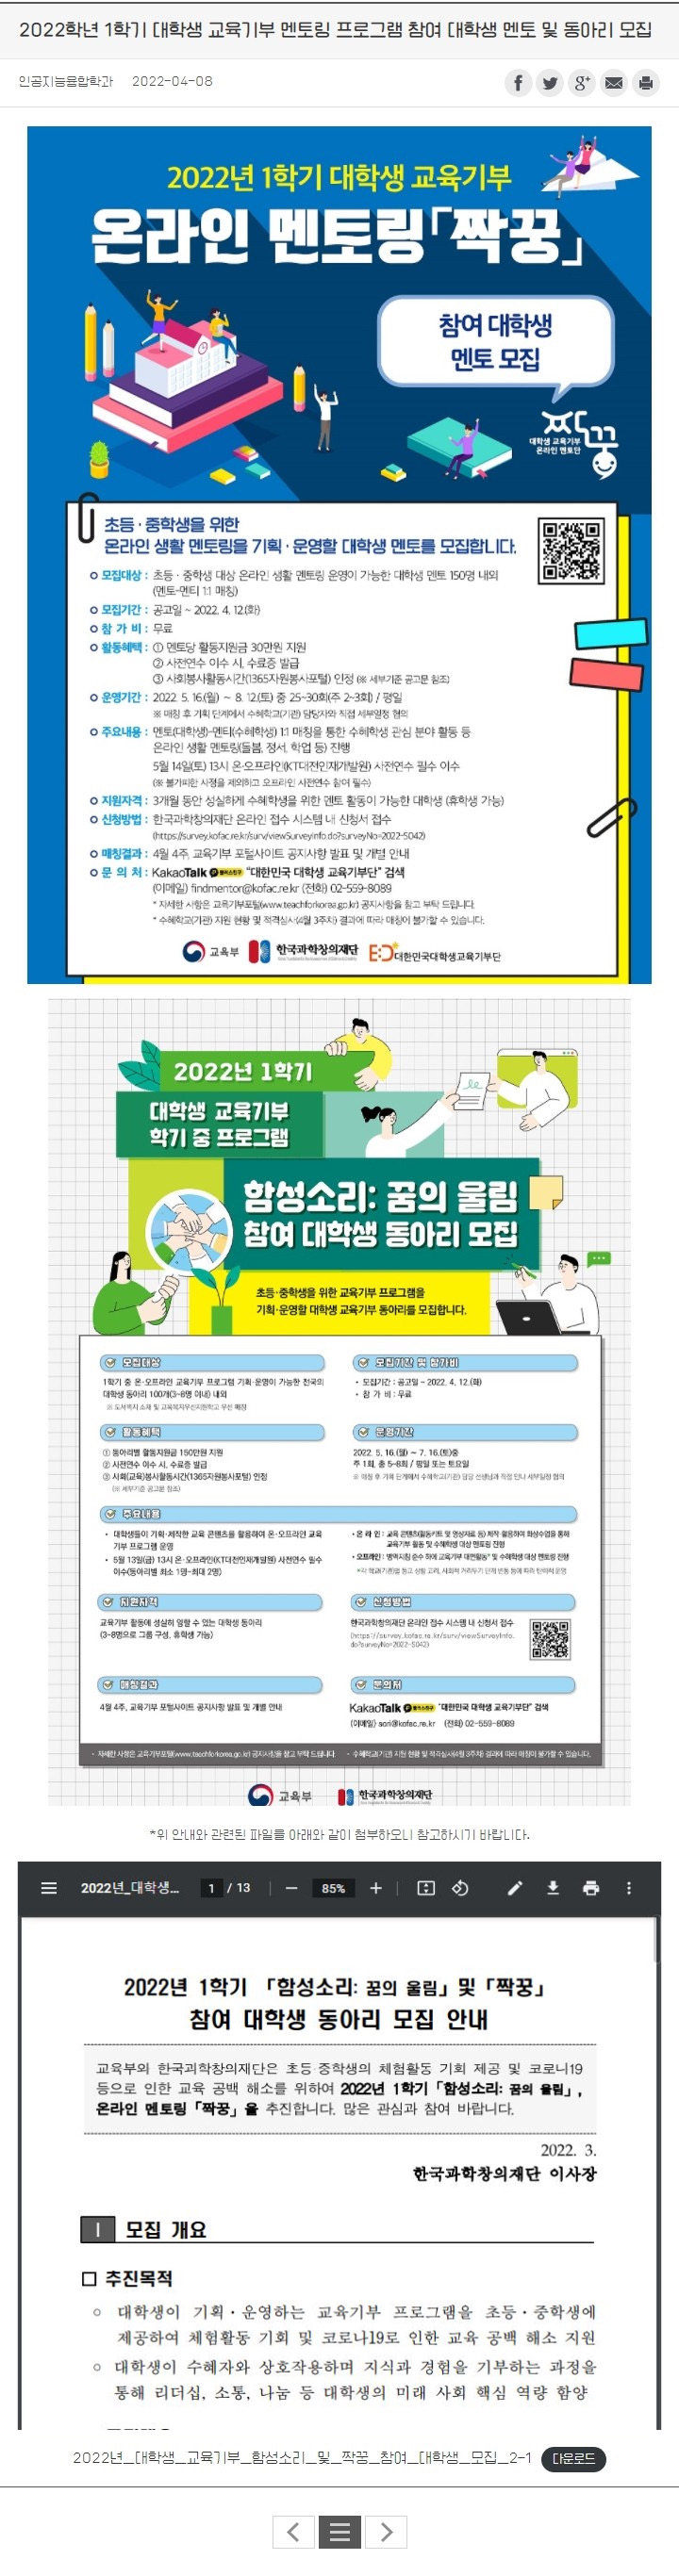 2022학년 1학기 대학생 교육기부 멘토링 프로그램 참여 대학생 멘토 및 동아리 모집
인공지능융합학과 2022-04-08
2022년 1학기 대학생 교육기부
온라인 멘토링「짝꿍」
참여 대학생
멘토 모집
짝꿍
대학생 교육기부
온라인 멘토단
초등·중학생을 위한
온라인 생활 멘토링을 기획·운영할 대학생 멘토를 모집합니다.
모집대상 : 초등·중학생 대상 온라인 생활 멘토링 운영이 가능한 대학생 멘토 150명 내외
(멘토-멘티 1:1 매칭)
모집기간 : 공고일 ~ 2022. 4. 12.(화)
참 가 비 : 무료
활동혜택 : ① 멘토당 활동지원금 30만원 지원
② 사전연수 이수 시, 수료증 발급
③ 사회봉사활동시간(1365자원봉사포털) 인정 (※ 세부기준 공고문 참조)
운영기간 : 2022. 5. 16.(월) ~ 8. 12.(토) 중 25~30회(주 2~3회) / 평일
※ 매칭 후 기획 단계에서 수혜학교(기관) 담당자와 직접 세부일정 협의
주요내용 : 멘토(대학생)-멘티(수혜학생) 1:1 매칭을 통한 수혜학생 관심 분야 활동 등
온라인 생활 멘토링(돌봄, 정서, 학업 등) 진행
5월 14일(토) 13시 온·오프라인(KT대전인재개발원) 사전연수 필수 이수
(※ 불가피한 사정을 제외하고 오프라인 사전연수 참여 필수)
지원자격 : 3개월 동안 성실하게 수혜학생을 위한 멘토 활동이 가능한 대학생 (휴학생 가능)
신청방법 : 한국과학창의재단 온라인 접수 시스템 내 신청서 접수
(https://survey.kofac.re.kr/surv/viewSurveyInfo.do?surveyNo=2022-S042)
매칭결과 : 4월 4주, 교육기부 포털사이트 공지사항 발표 및 개별 안내
문 의 처 : KakaoTalk 플러스친구 "대한민국 대학생 교육기부단" 검색
(이메일) findmentor@kofac.re.kr (전화) 02-559-8089
* 자세한 사항은 교육기부포털(www.teachforkorea.go.kr) 공지사항을 참고 부탁 드립니다.
* 수혜학교(기관) 지원 현황 및 적격심사(4월 3주차) 결과에 따라 매칭이 불가할 수 있습니다.
교육부 한국과학창의재단 대한민국대학생교육기부단
2022년 1학기
대학생 교육기부
학기 중 프로그램
함성소리: 꿈의 울림
참여 대학생 동아리 모집
초등·중학생을 위한 교육기부 프로그램을
기획·운영할 대학생 교육기부 동아리를 모집합니다.
모집대상
1학기 중 온·오프라인 교육기부 프로그램 기획·운영이 가능한 전국의
대학생 동아리 100개(3~8명 이내) 내외
※ 도서벽지 소재 및 교육복지우선지원학교 우선 매칭
모집기간 및 참가비
• 모집기간 : 공고일 ~ 2022. 4. 12.(화)
• 참 가 비 : 무료
활동혜택
① 동아리별 활동지원금 150만원 지원
② 사전연수 이수 시, 수료증 발급
③ 사회(교육)봉사활동시간(1365자원봉사포털) 인정
(※ 세부기준 공고문 참조)
운영기간
2022. 5. 16.(월) ~ 7. 16.(토)중
주 1회, 총 5~8회 / 평일 또는 토요일
※ 매칭 후 기획 단계에서 수혜학교(기관) 담당 선생님과 직접 만나 세부일정 협의
주요내용
• 대학생들이 기획·제작한 교육 콘텐츠를 활용하여 온·오프라인 교육
기부 프로그램 운영
• 5월 13일(금) 13시 온·오프라인(KT대전인재개발원) 사전연수 필수
이수(동아리별 최소 1명~최대 2명)
• 온 라 인 : 교육 콘텐츠(활동키트 및 영상자료 등) 제작·활용하여 화상수업을 통해
교육기부 활동 및 수혜학생 대상 멘토링 진행
• 오프라인 : 방역지침 준수 하에 교육기부 대면활동* 및 수혜학생 대상 멘토링 진행
지원자격
교육기부 활동에 성실히 임할 수 있는 대학생 동아리
(3~8명으로 그룹 구성, 휴학생 가능)
신청방법
한국과학창의재단 온라인 접수 시스템 내 신청서 접수
(https://survey.kofac.re.kr/surv/viewSurveyInfo.
do?surveyNo=2022-S042)
매칭결과
4월 4주, 교육기부 포털사이트 공지사항 발표 및 개별 안내
문의처
KakaoTalk 플러스친구 "대한민국 대학생 교육기부단" 검색
(이메일) sori@kofac.re.kr (전화) 02-559-8089
• 자세한 사항은 교육기부포털(www.teachforkorea.go.kr) 공지사항을 참고 부탁 드립니다. • 수혜학교(기관) 지원 현황 및 적격심사(4월 3주차) 결과에 따라 매칭이 불가할 수 있습니다.
교육부 한국과학창의재단
*위 안내와 관련된 파일을 아래와 같이 첨부하오니 참고하시기 바랍니다.
2022년_대학생... 1 / 13 85%
2022년 1학기 「함성소리: 꿈의 울림」 및 「짝꿍」
참여 대학생 동아리 모집 안내
교육부와 한국과학창의재단은 초등·중학생의 체험활동 기회 제공 및 코로나19
등으로 인한 교육 공백 해소를 위하여 2022년 1학기 「함성소리: 꿈의 울림」,
온라인 멘토링 「짝꿍」을 추진합니다. 많은 관심과 참여 바랍니다.
2022. 3.
한국과학창의재단 이사장
Ⅰ 모집 개요
□ 추진목적
○ 대학생이 기획·운영하는 교육기부 프로그램을 초등·중학생에
제공하여 체험활동 기회 및 코로나19로 인한 교육 공백 해소 지원
○ 대학생이 수혜자와 상호작용하며 지식과 경험을 기부하는 과정을
통해 리더십, 소통, 나눔 등 대학생의 미래 사회 핵심 역량 함양
2022년_대학생_교육기부_함성소리_및_짝꿍_참여_대학생_모집_2-1 다운로드